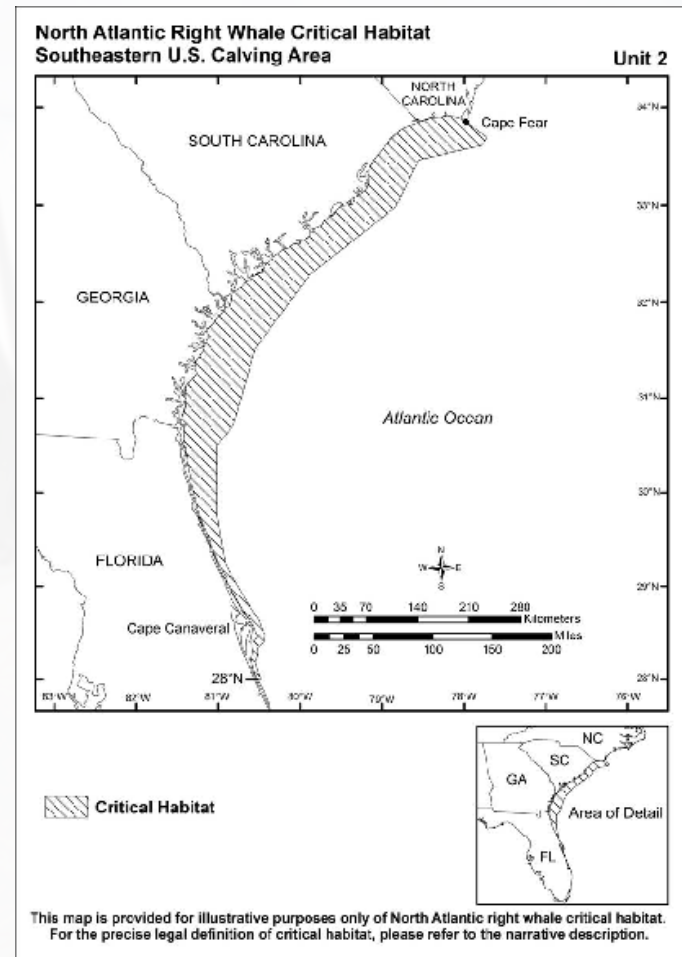 North Atlantic Right Whale Critical Habitat
Southeastern U.S. Calving Area
Unit 2
NORTH
CAROLINA
34°N
Cape Fear
SOUTH CAROLINA
33°N
GEORGIA
32°N
31°N
Atlantic Ocean
30°N
FLORIDA
N
W E
S
29°N
0 35 70 140 210 280
Kilometers
Cape Canaveral
Miles
0 25 50 100 150 200
28°N
28°N
83°W 82°W 81°W 80°W 79°W 78°W 77°W 76°W
NC
SC
GA
Area of Detail
FL
Critical Habitat
This map is provided for illustrative purposes only of North Atlantic right whale critical habitat.
For the precise legal definition of critical habitat, please refer to the narrative description.